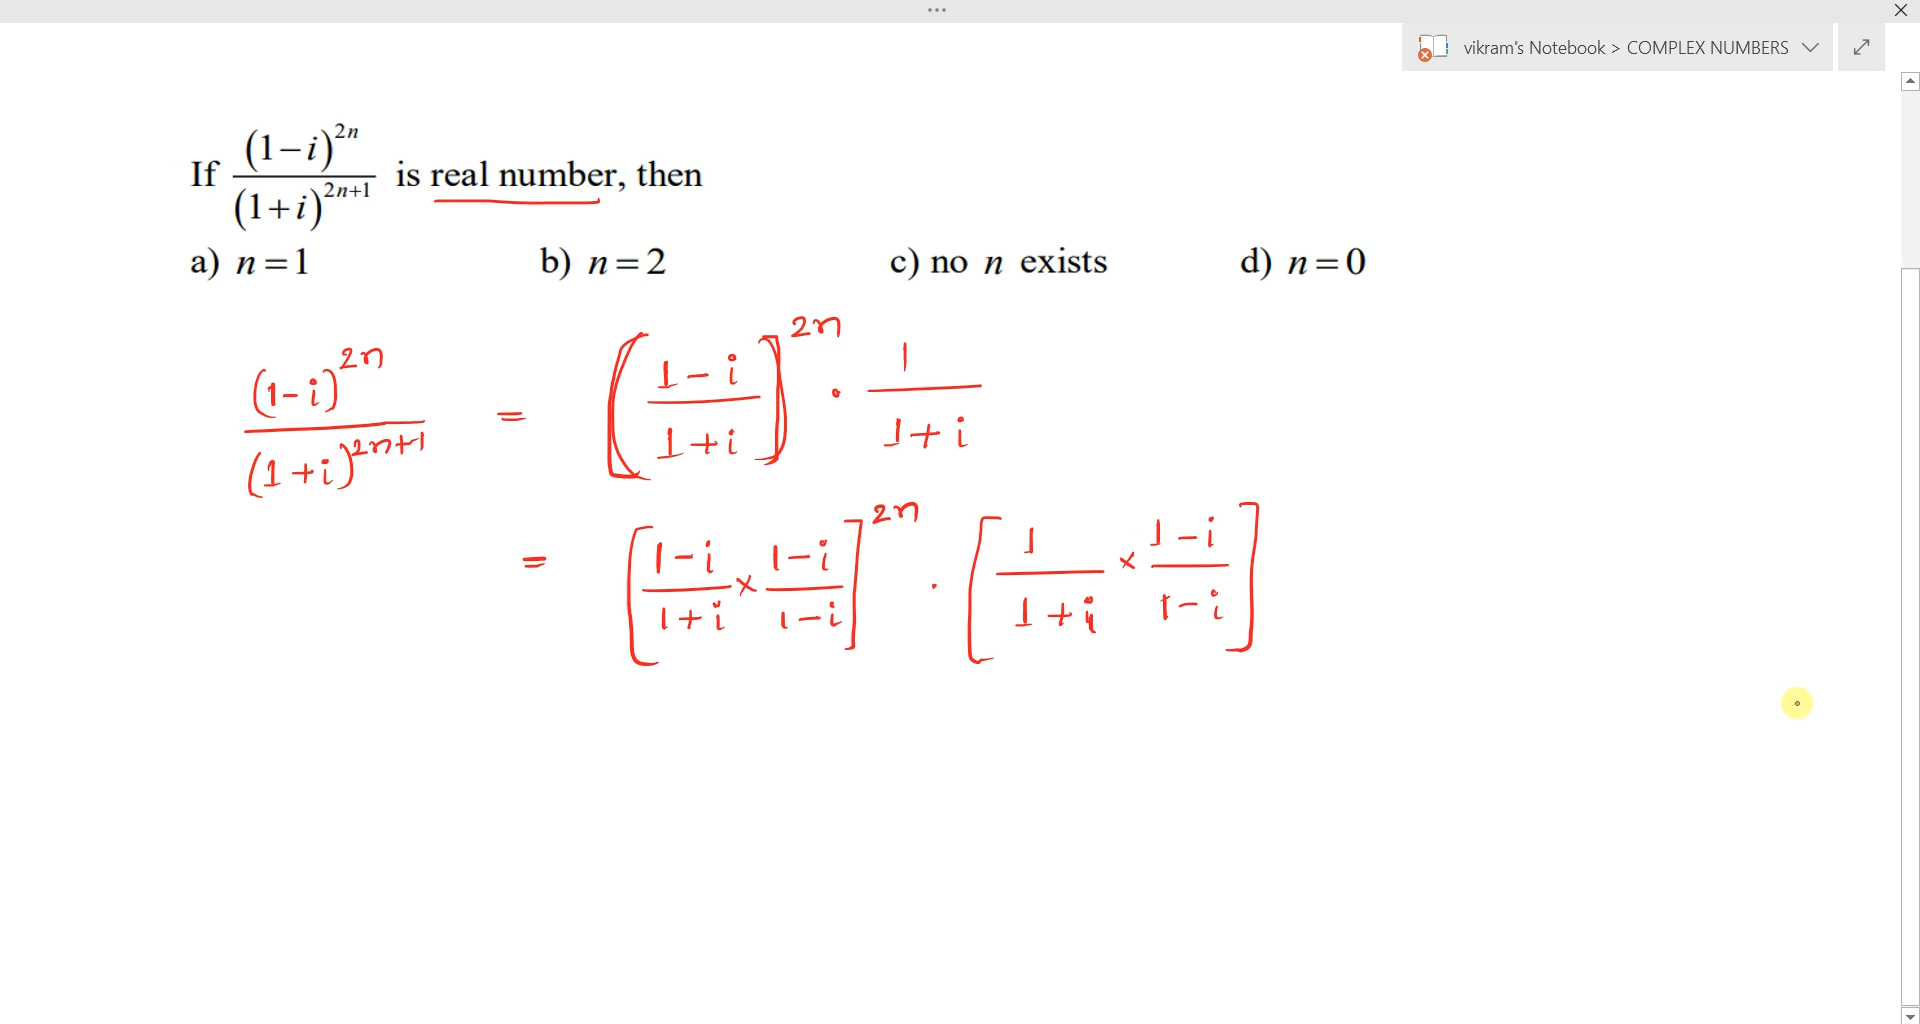 vikram's Notebook > COMPLEX NUMBERS
If (1−i)^{2n} / (1+i)^{2n+1} is real number, then
a) n=1 b) n=2 c) no n exists d) n=0
(1-i)^{2n} / (1+i)^{2n+1} = [(1-i)/(1+i)]^{2n} · 1/(1+i)
= [(1-i)/(1+i) × (1-i)/(1-i)]^{2n} · [1/(1+i) × (1-i)/(1-i)]